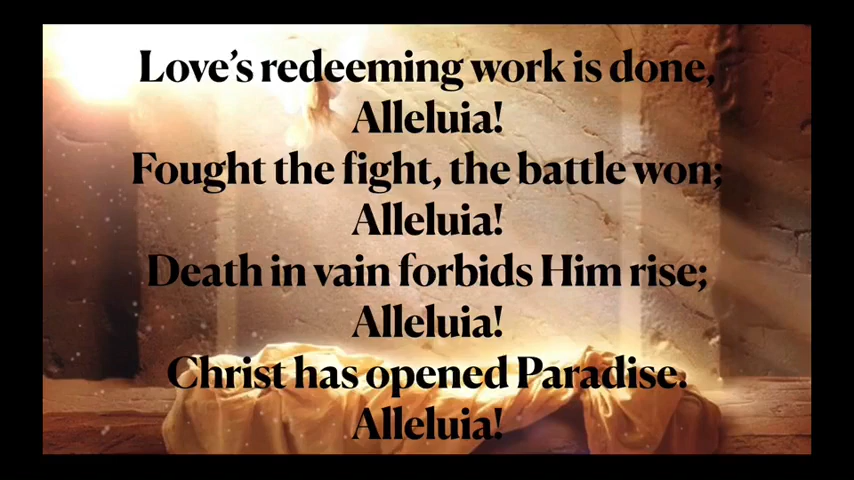 Love’s redeeming work is done,
Alleluia!
Fought the fight, the battle won;
Alleluia!
Death in vain forbids Him rise;
Alleluia!
Christ has opened Paradise.
Alleluia!